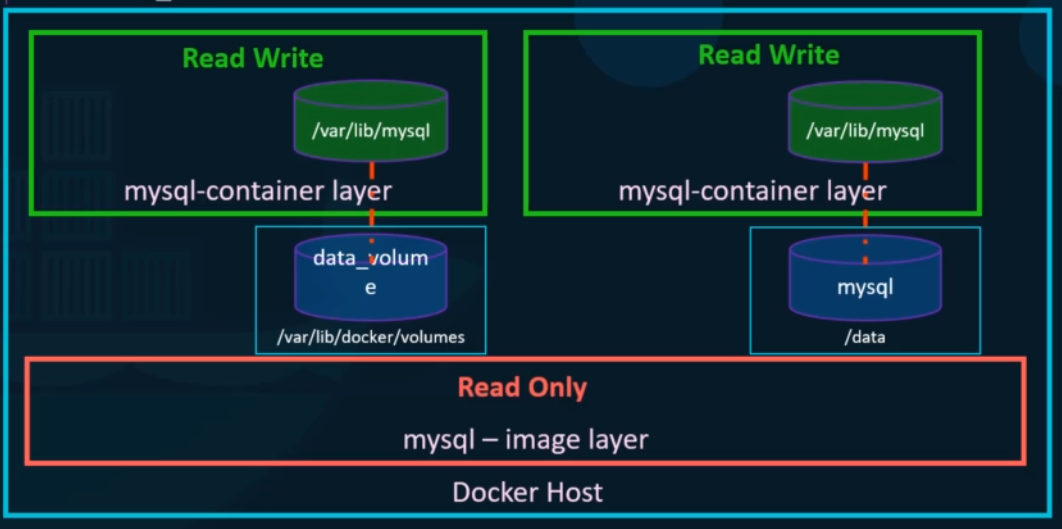 Read Write
/var/lib/mysql
mysql-container layer
data_volum
e
/var/lib/docker/volumes
Read Write
/var/lib/mysql
mysql-container layer
mysql
/data
Read Only
mysql – image layer
Docker Host